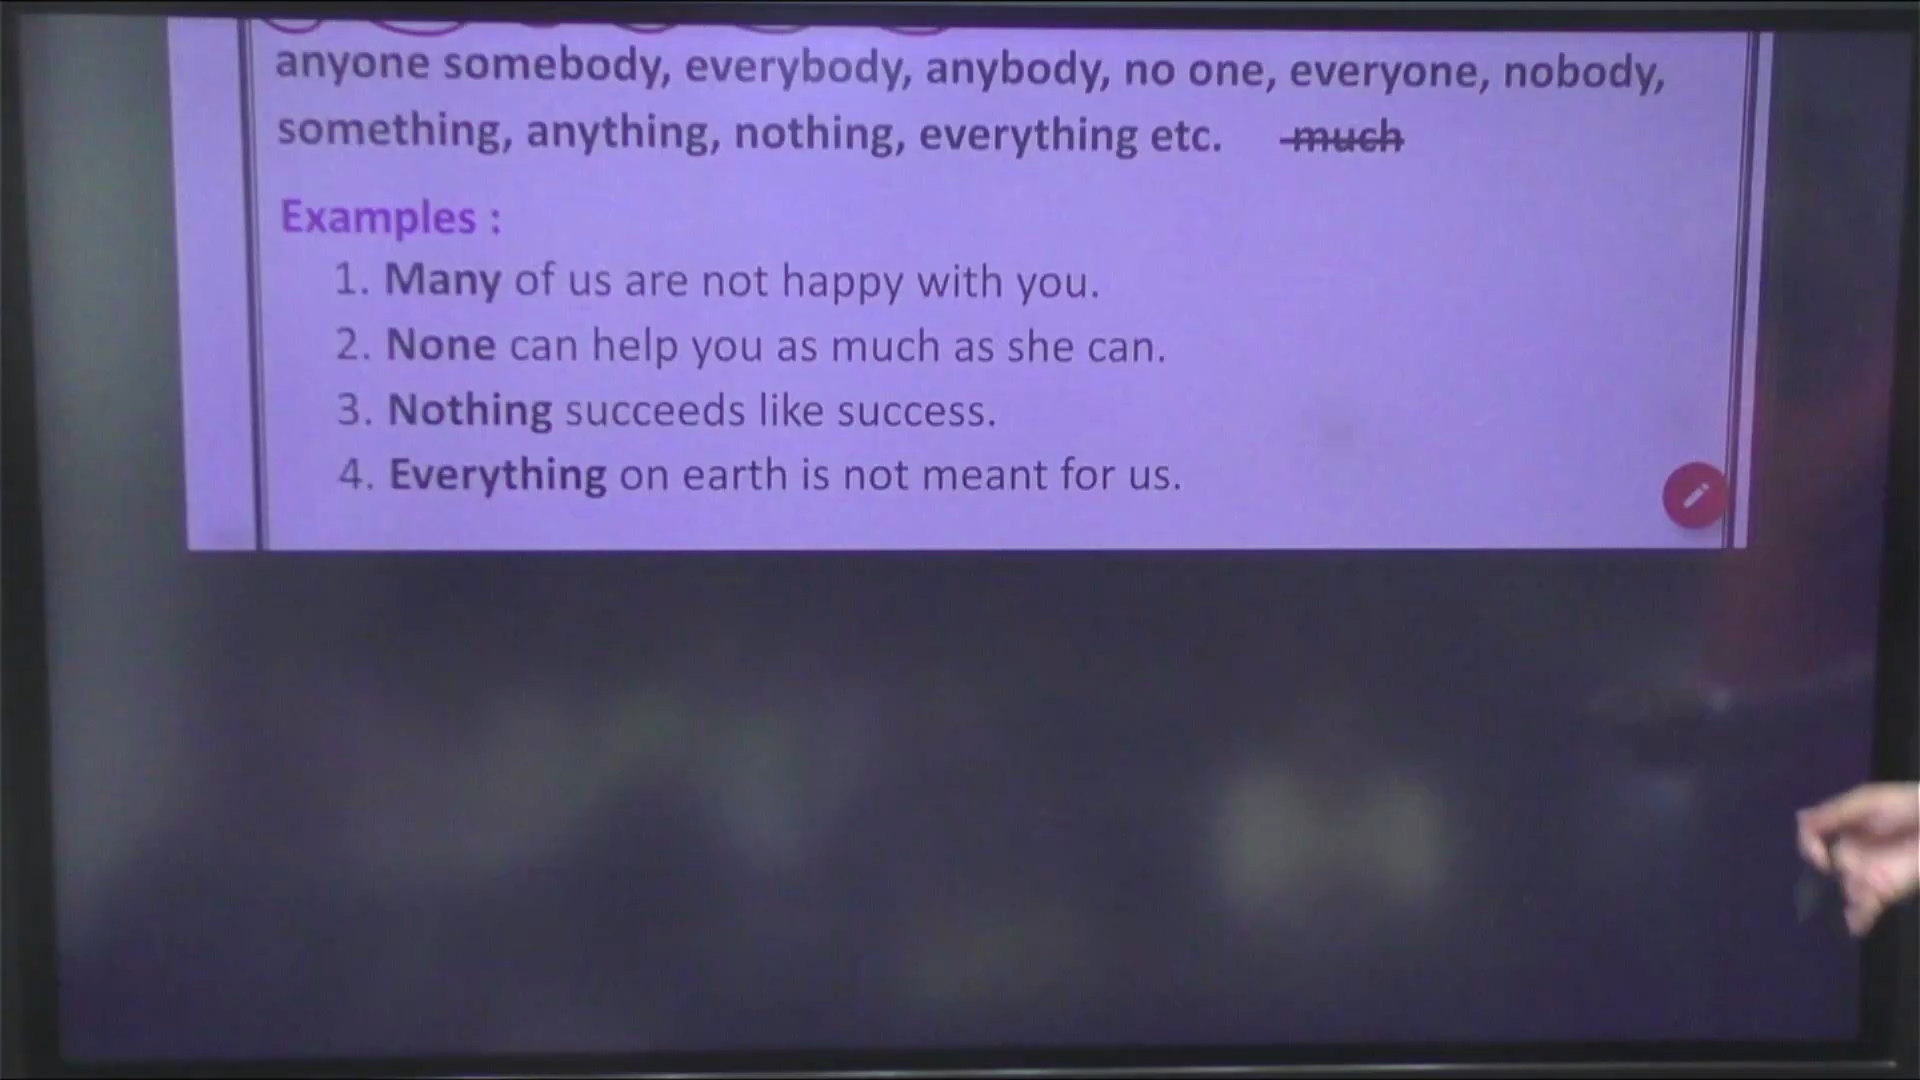 anyone somebody, everybody, anybody, no one, everyone, nobody,
something, anything, nothing, everything etc. much
Examples :
1. Many of us are not happy with you.
2. None can help you as much as she can.
3. Nothing succeeds like success.
4. Everything on earth is not meant for us.